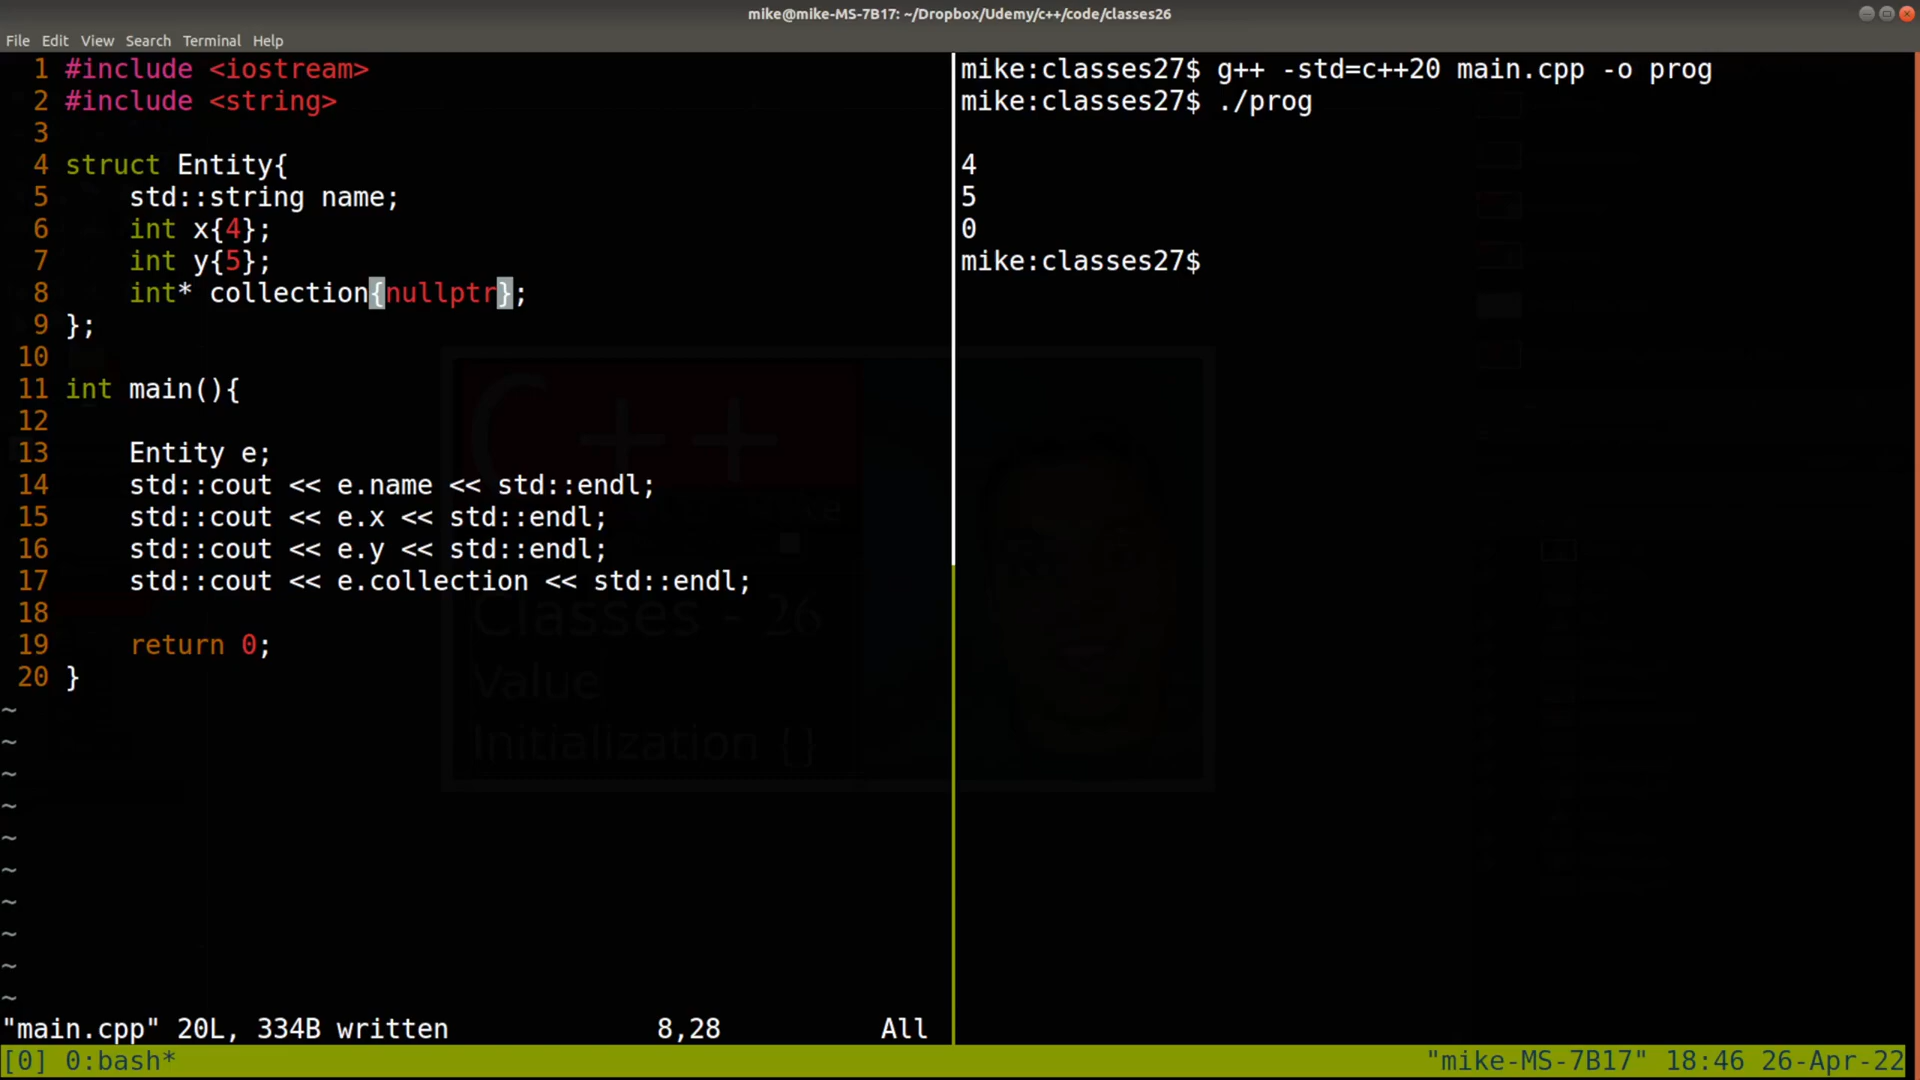 mike@mike-MS-7B17: ~/Dropbox/Udemy/c++/code/classes26
File Edit View Search Terminal Help
1 #include <iostream>
2 #include <string>
3
4 struct Entity{
5     std::string name;
6     int x{4};
7     int y{5};
8     int* collection{nullptr};
9 };
10
11 int main(){
12
13     Entity e;
14     std::cout << e.name << std::endl;
15     std::cout << e.x << std::endl;
16     std::cout << e.y << std::endl;
17     std::cout << e.collection << std::endl;
18
19     return 0;
20 }
~
~
~
~
~
~
~
~
~
~
"main.cpp" 20L, 334B written 8,28 All
mike:classes27$ g++ -std=c++20 main.cpp -o prog
mike:classes27$ ./prog
4
5
0
mike:classes27$
C++
Classes - 26
Value
Initialization {}
[0] 0:bash* "mike-MS-7B17" 18:46 26-Apr-22